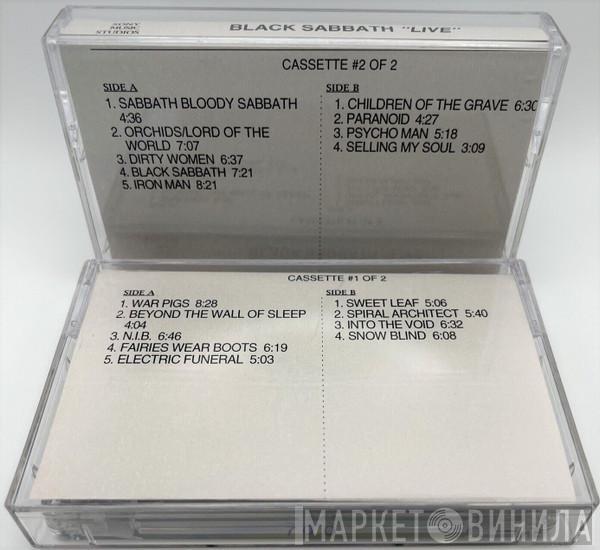 SONY
MUSIC
STUDIOS
BLACK SABBATH "LIVE"
CASSETTE #2 OF 2
SIDE A
1. SABBATH BLOODY SABBATH
4:36
2. ORCHIDS/LORD OF THE
WORLD 7:07
3. DIRTY WOMEN 6:37
4. BLACK SABBATH 7:21
5. IRON MAN 8:21
SIDE B
1. CHILDREN OF THE GRAVE 6:30
2. PARANOID 4:27
3. PSYCHO MAN 5:18
4. SELLING MY SOUL 3:09
CASSETTE #1 OF 2
SIDE A
1. WAR PIGS 8:28
2. BEYOND THE WALL OF SLEEP
4:04
3. N.I.B. 6:46
4. FAIRIES WEAR BOOTS 6:19
5. ELECTRIC FUNERAL 5:03
SIDE B
1. SWEET LEAF 5:06
2. SPIRAL ARCHITECT 5:40
3. INTO THE VOID 6:32
4. SNOW BLIND 6:08
МАРКЕТ ВИНИЛА